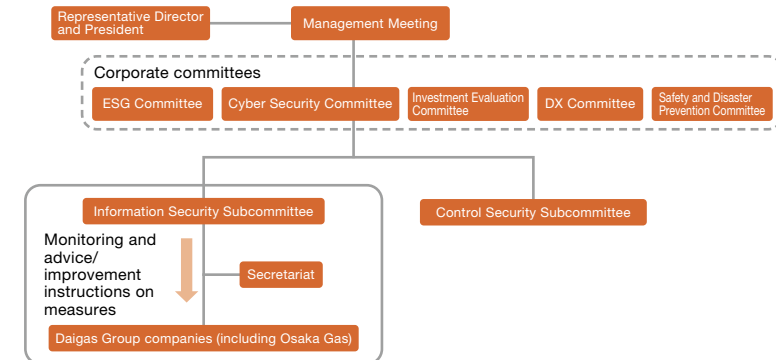 Representative Director
and President
Management Meeting
Corporate committees
ESG Committee
Cyber Security Committee
Investment Evaluation
Committee
DX Committee
Safety and Disaster
Prevention Committee
Information Security Subcommittee
Control Security Subcommittee
Monitoring and
advice/
improvement
instructions on
measures
Secretariat
Daigas Group companies (including Osaka Gas)